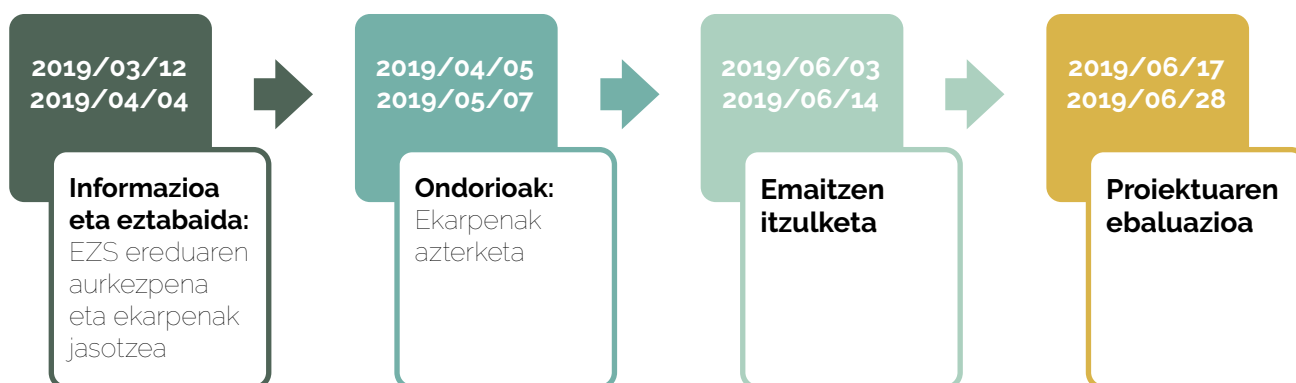 2019/03/12
2019/04/04
Informazioa
eta eztabaida:
EZS ereduaren
aurkezpena
eta ekarpenak
jasotzea
2019/04/05
2019/05/07
Ondorioak:
Ekarpenak
azterketa
2019/06/03
2019/06/14
Emaitzen
itzulketa
2019/06/17
2019/06/28
Proiektuaren
ebaluazioa